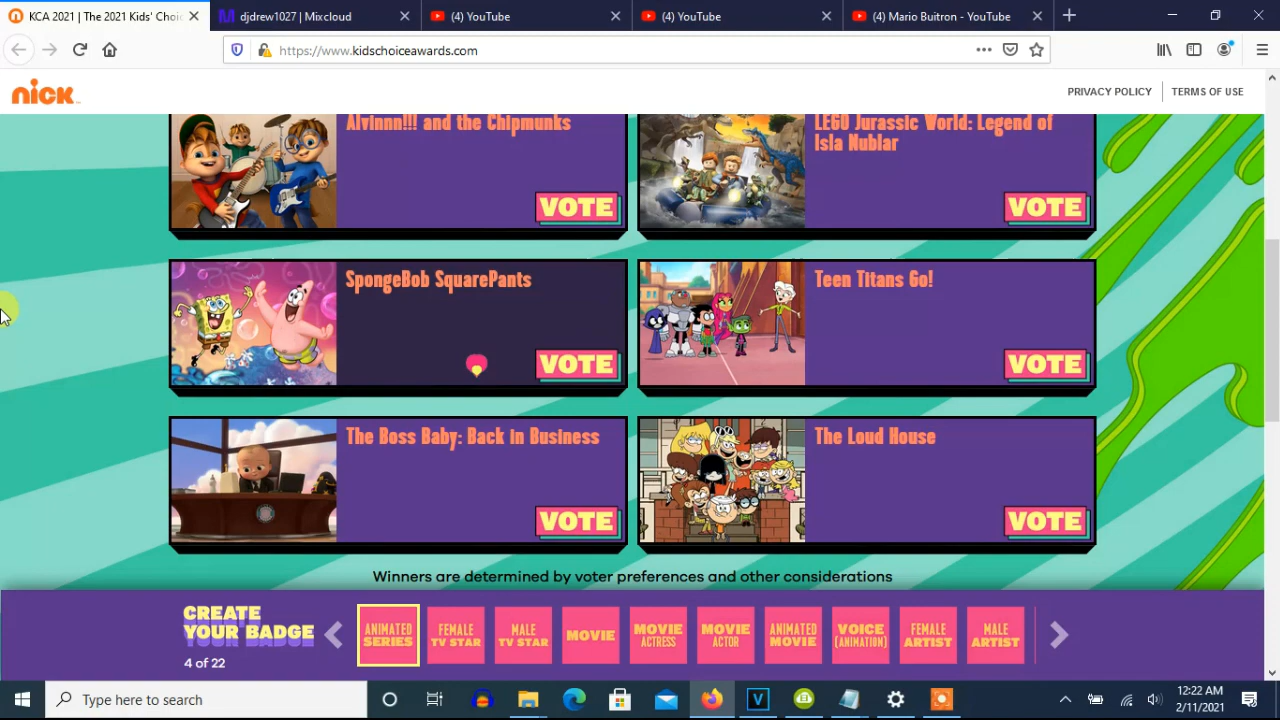 KCA 2021 | The 2021 Kids' Choi
djdrew1027 | Mixcloud
(4) YouTube
(4) YouTube
(4) Mario Buitron - YouTube
https://www.kidschoiceawards.com
nick
PRIVACY POLICY
TERMS OF USE
Alvinnn!!! and the Chipmunks
VOTE
LEGO Jurassic World: Legend of
Isla Nublar
VOTE
SpongeBob SquarePants
VOTE
Teen Titans Go!
VOTE
The Boss Baby: Back in Business
VOTE
The Loud House
VOTE
Winners are determined by voter preferences and other considerations
CREATE
YOUR BADGE
4 of 22
ANIMATED
SERIES
FEMALE
TV STAR
MALE
TV STAR
MOVIE
MOVIE
ACTRESS
MOVIE
ACTOR
ANIMATED
MOVIE
VOICE
(ANIMATION)
FEMALE
ARTIST
MALE
ARTIST
Type here to search
12:22 AM
2/11/2021